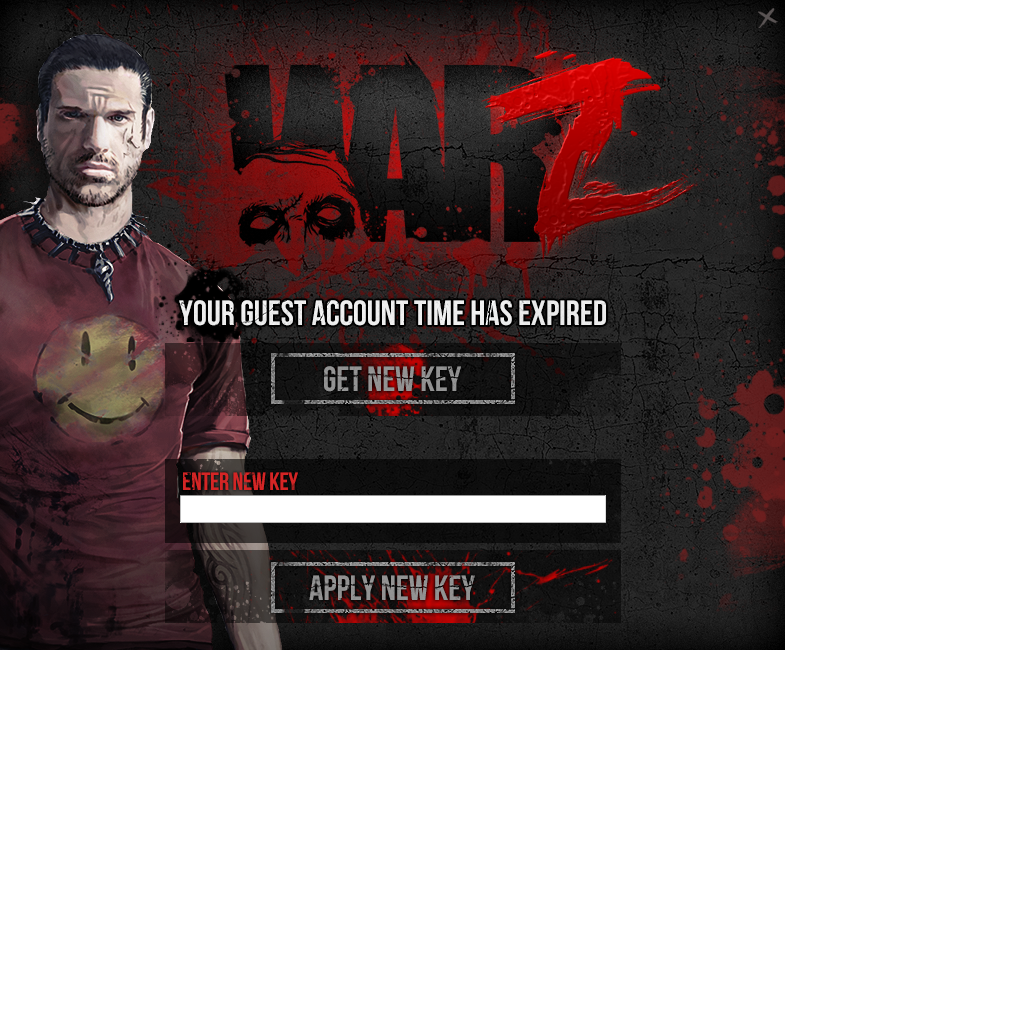 WARZ
YOUR GUEST ACCOUNT TIME HAS EXPIRED
GET NEW KEY
ENTER NEW KEY
APPLY NEW KEY